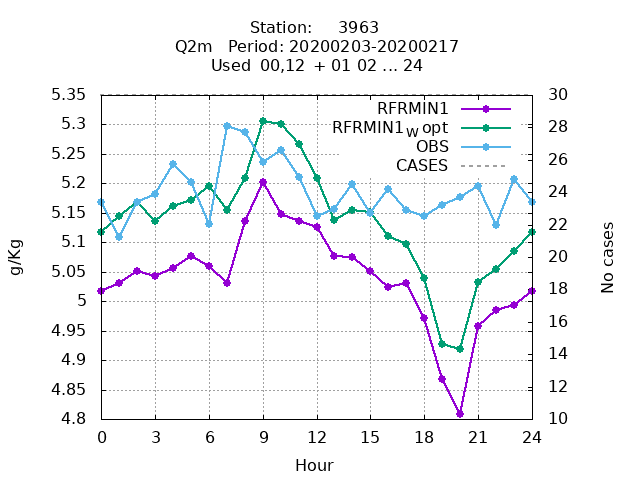 Station: 3963
Q2m Period: 20200203-20200217
Used 00,12 + 01 02 ... 24
5.35
5.3
5.25
5.2
5.15
5.1
5.05
5
4.95
4.9
4.85
4.8
g/Kg
RFRMIN1
RFRMIN1wopt
OBS
CASES
30
28
26
24
22
20
18
16
14
12
10
No cases
0 3 6 9 12 15 18 21 24
Hour